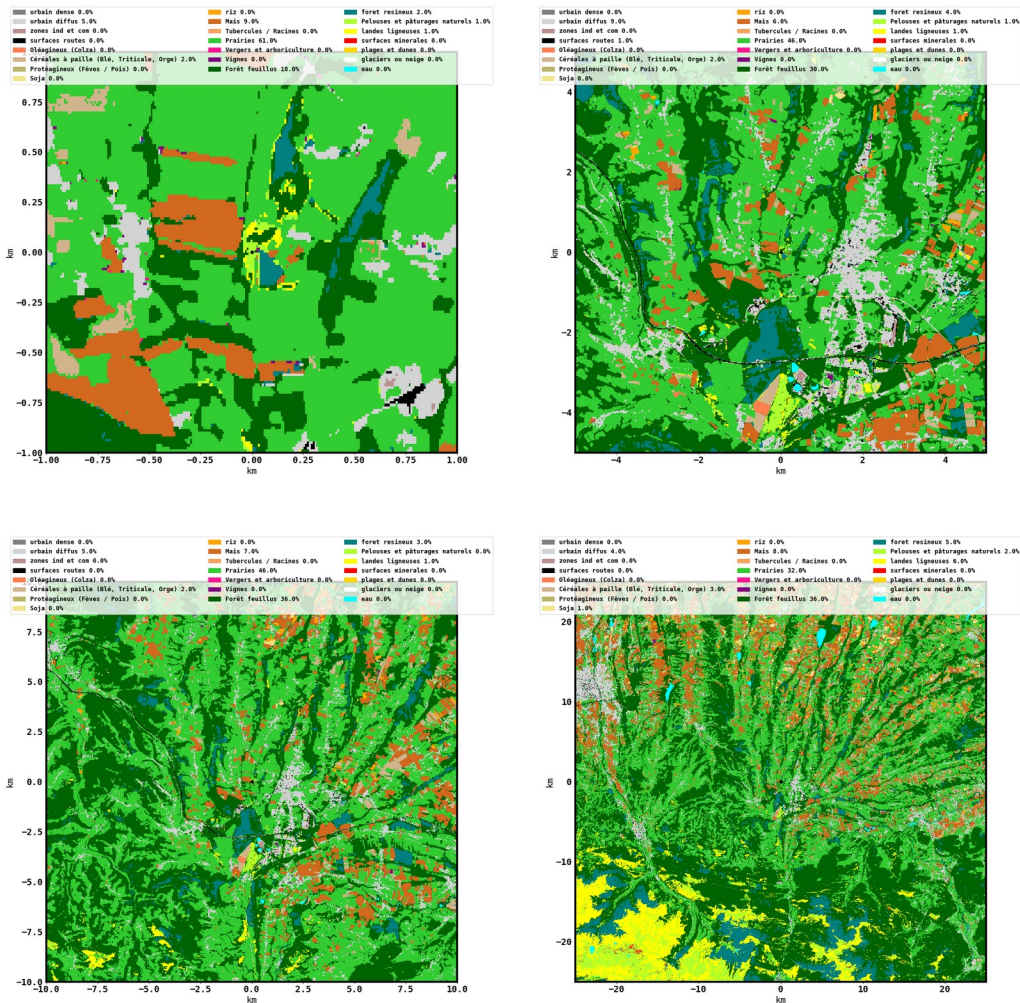 urbain dense 0.0%
urbain diffus 5.0%
zones ind et com 0.0%
surfaces routes 0.0%
Oléagineux (Colza) 0.0%
Céréales à paille (Blé, Triticale, Orge) 2.0%
Protéagineux (Fèves / Pois) 0.0%
Soja 0.0%
riz 0.0%
Mais 9.0%
Tubercules / Racines 0.0%
Prairies 61.0%
Vergers et arboriculture 0.0%
Vignes 0.0%
Forêt feuillus 18.0%
foret resineux 2.0%
Pelouses et pâturages naturels 1.0%
landes ligneuses 1.0%
surfaces minerales 0.0%
plages et dunes 0.0%
glaciers ou neige 0.0%
eau 0.0%
0.75
0.50
0.25
0.00
−0.25
−0.50
−0.75
−1.00
km
−1.00 −0.75 −0.50 −0.25 0.00 0.25 0.50 0.75 1.00
km
urbain dense 0.0%
urbain diffus 9.0%
zones ind et com 0.0%
surfaces routes 1.0%
Oléagineux (Colza) 0.0%
Céréales à paille (Blé, Triticale, Orge) 2.0%
Protéagineux (Fèves / Pois) 0.0%
Soja 0.0%
riz 0.0%
Mais 6.0%
Tubercules / Racines 0.0%
Prairies 46.0%
Vergers et arboriculture 0.0%
Vignes 0.0%
Forêt feuillus 30.0%
foret resineux 4.0%
Pelouses et pâturages naturels 1.0%
landes ligneuses 1.0%
surfaces minerales 0.0%
plages et dunes 0.0%
glaciers ou neige 0.0%
eau 0.0%
4
2
0
−2
−4
km
−4 −2 0 2 4
km
urbain dense 0.0%
urbain diffus 5.0%
zones ind et com 0.0%
surfaces routes 0.0%
Oléagineux (Colza) 0.0%
Céréales à paille (Blé, Triticale, Orge) 2.0%
Protéagineux (Fèves / Pois) 0.0%
Soja 0.0%
riz 0.0%
Mais 7.0%
Tubercules / Racines 0.0%
Prairies 46.0%
Vergers et arboriculture 0.0%
Vignes 0.0%
Forêt feuillus 36.0%
foret resineux 3.0%
Pelouses et pâturages naturels 0.0%
landes ligneuses 1.0%
surfaces minerales 0.0%
plages et dunes 0.0%
glaciers ou neige 0.0%
eau 0.0%
7.5
5.0
2.5
0.0
−2.5
−5.0
−7.5
−10.0
km
−10.0 −7.5 −5.0 −2.5 0.0 2.5 5.0 7.5 10.0
km
urbain dense 0.0%
urbain diffus 4.0%
zones ind et com 0.0%
surfaces routes 0.0%
Oléagineux (Colza) 0.0%
Céréales à paille (Blé, Triticale, Orge) 3.0%
Protéagineux (Fèves / Pois) 0.0%
Soja 1.0%
riz 0.0%
Mais 8.0%
Tubercules / Racines 0.0%
Prairies 32.0%
Vergers et arboriculture 0.0%
Vignes 0.0%
Forêt feuillus 36.0%
foret resineux 5.0%
Pelouses et pâturages naturels 2.0%
landes ligneuses 6.0%
surfaces minerales 0.0%
plages et dunes 0.0%
glaciers ou neige 0.0%
eau 0.0%
20
10
0
−10
−20
km
−20 −10 0 10 20
km